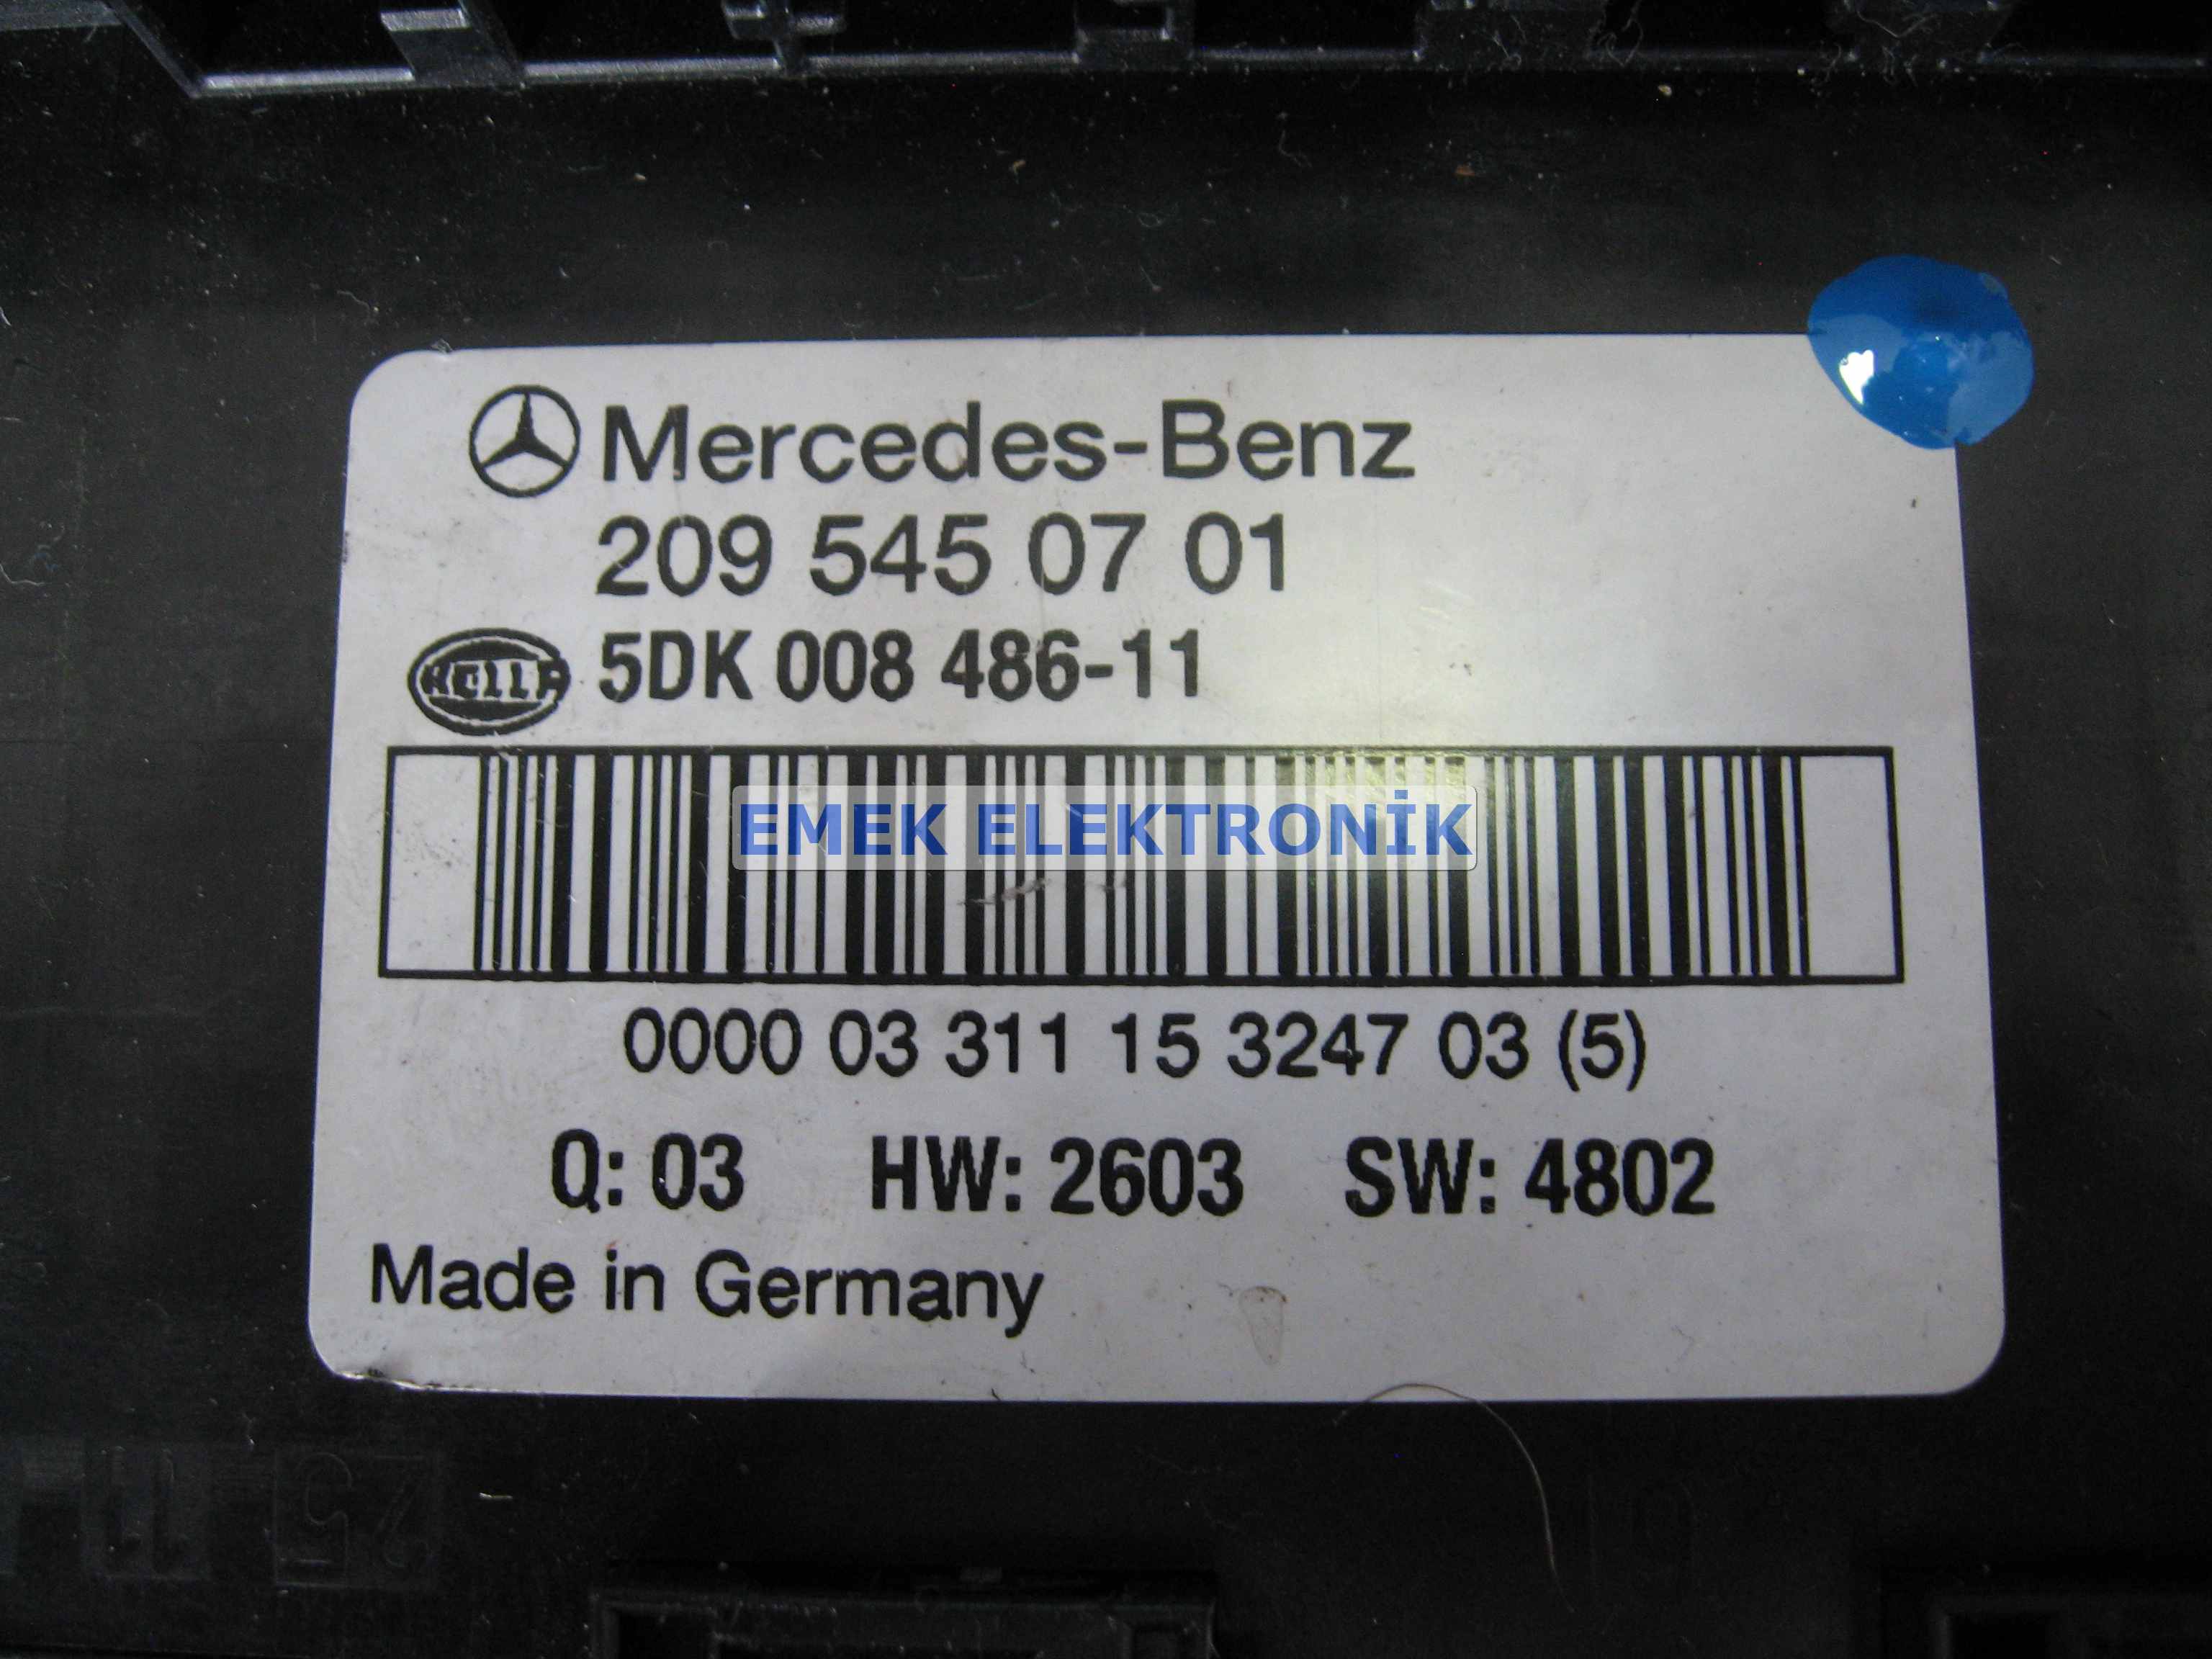 Mercedes-Benz
209 545 07 01
HELLA 5DK 008 486-11
EMEK ELEKTRONİK
0000 03 311 15 3247 03 (5)
Q: 03 HW: 2603 SW: 4802
Made in Germany